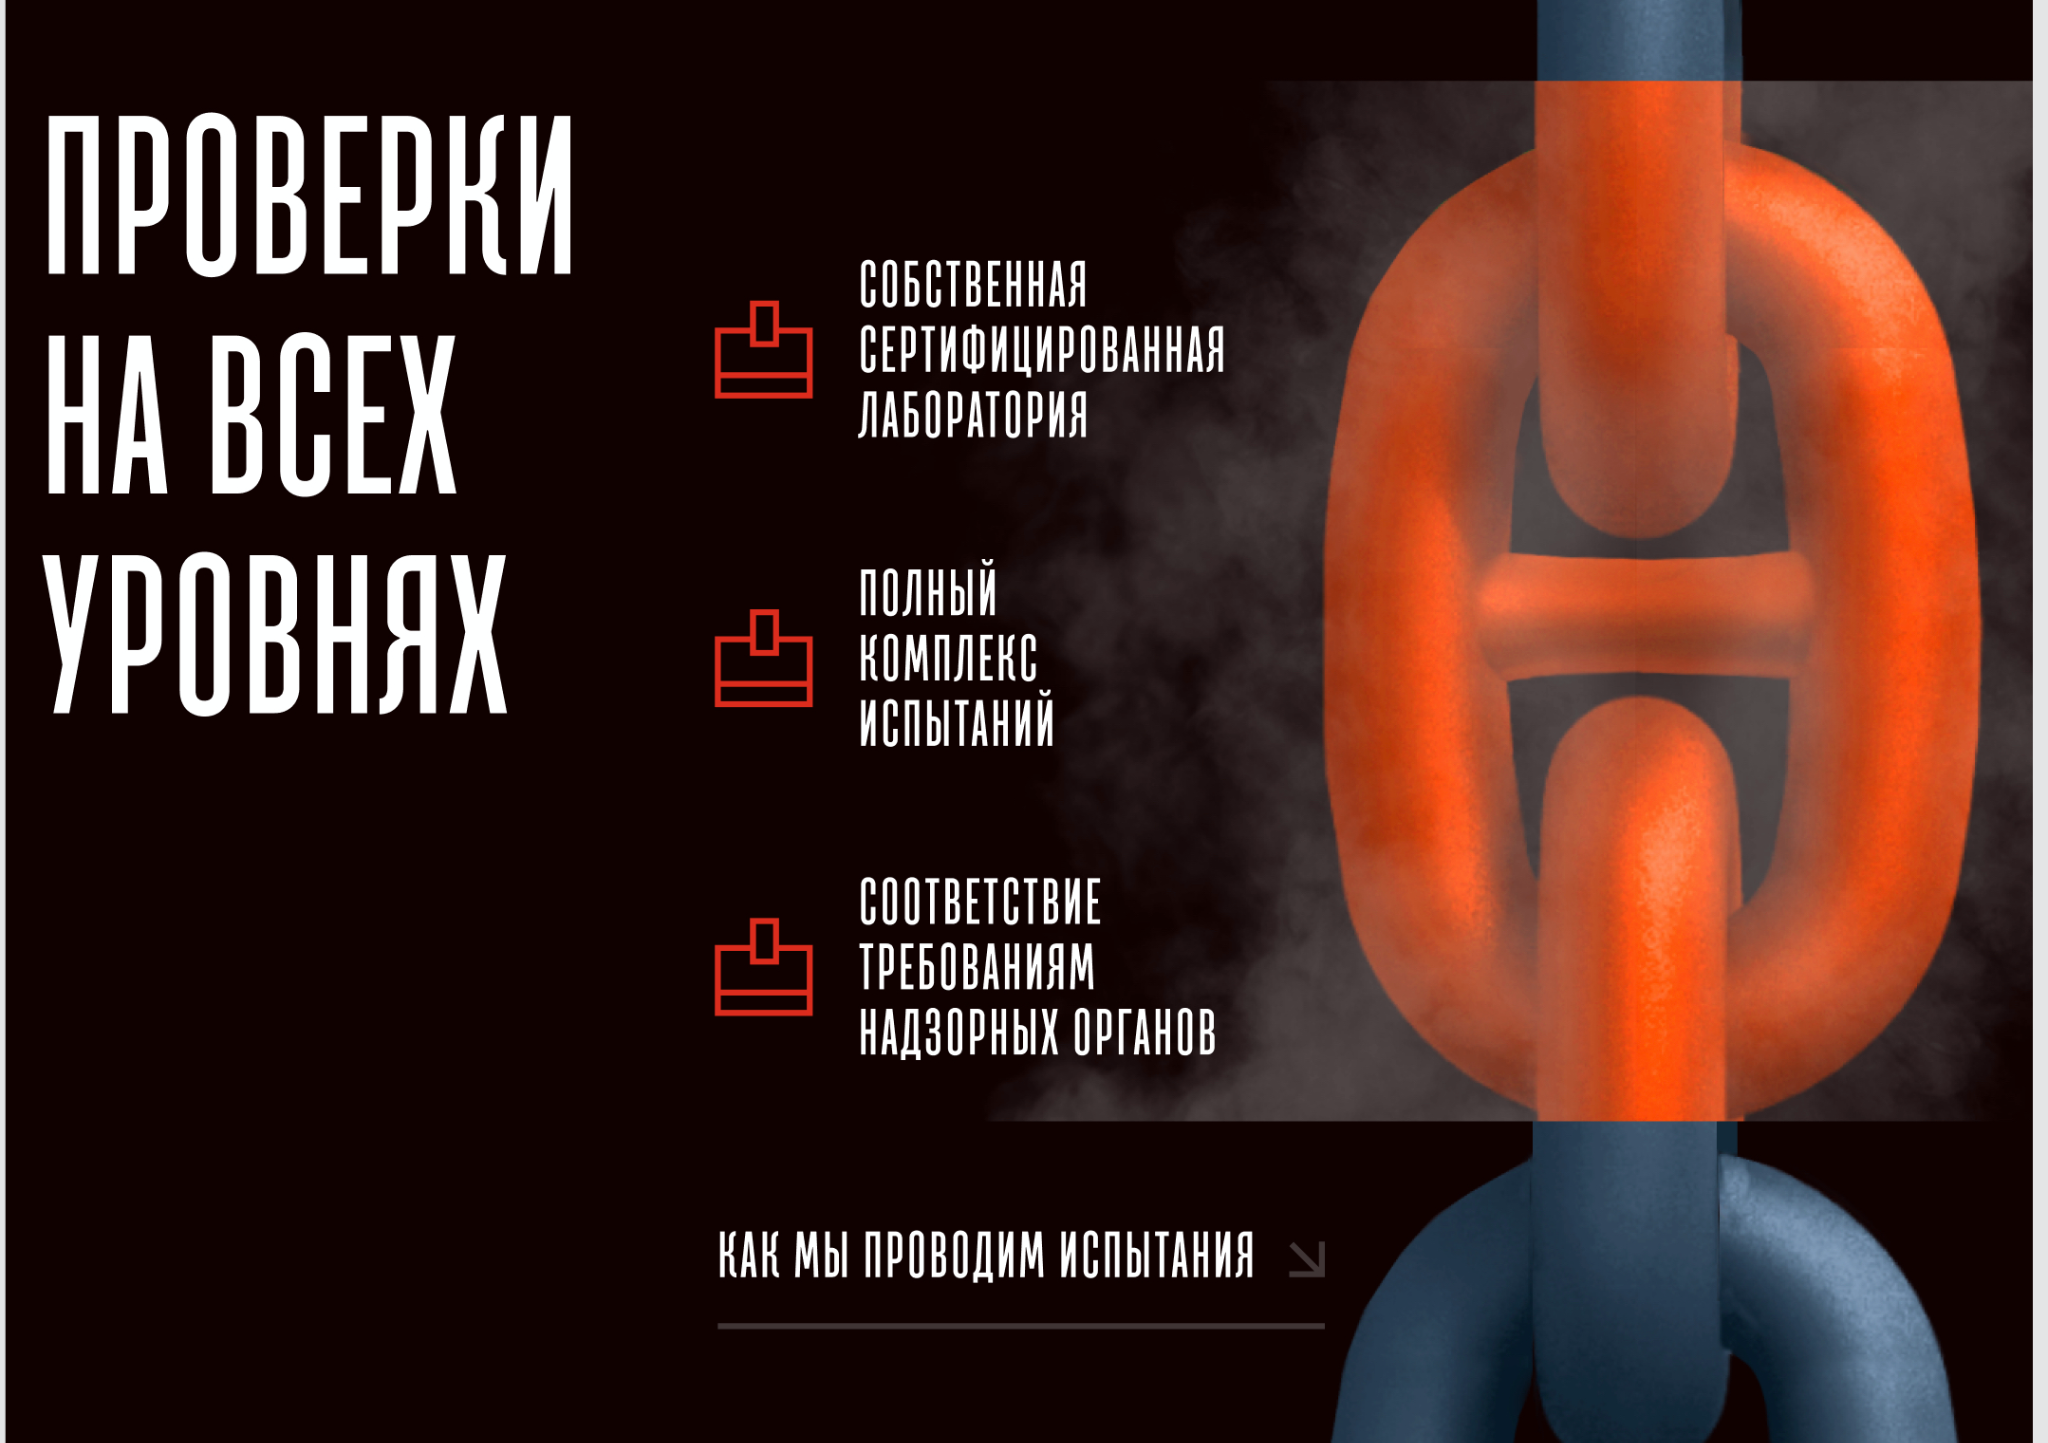 ПРОВЕРКИ
НА ВСЕХ
УРОВНЯХ
СОБСТВЕННАЯ
СЕРТИФИЦИРОВАННАЯ
ЛАБОРАТОРИЯ
ПОЛНЫЙ
КОМПЛЕКС
ИСПЫТАНИЙ
СООТВЕТСТВИЕ
ТРЕБОВАНИЯМ
НАДЗОРНЫХ ОРГАНОВ
КАК МЫ ПРОВОДИМ ИСПЫТАНИЯ